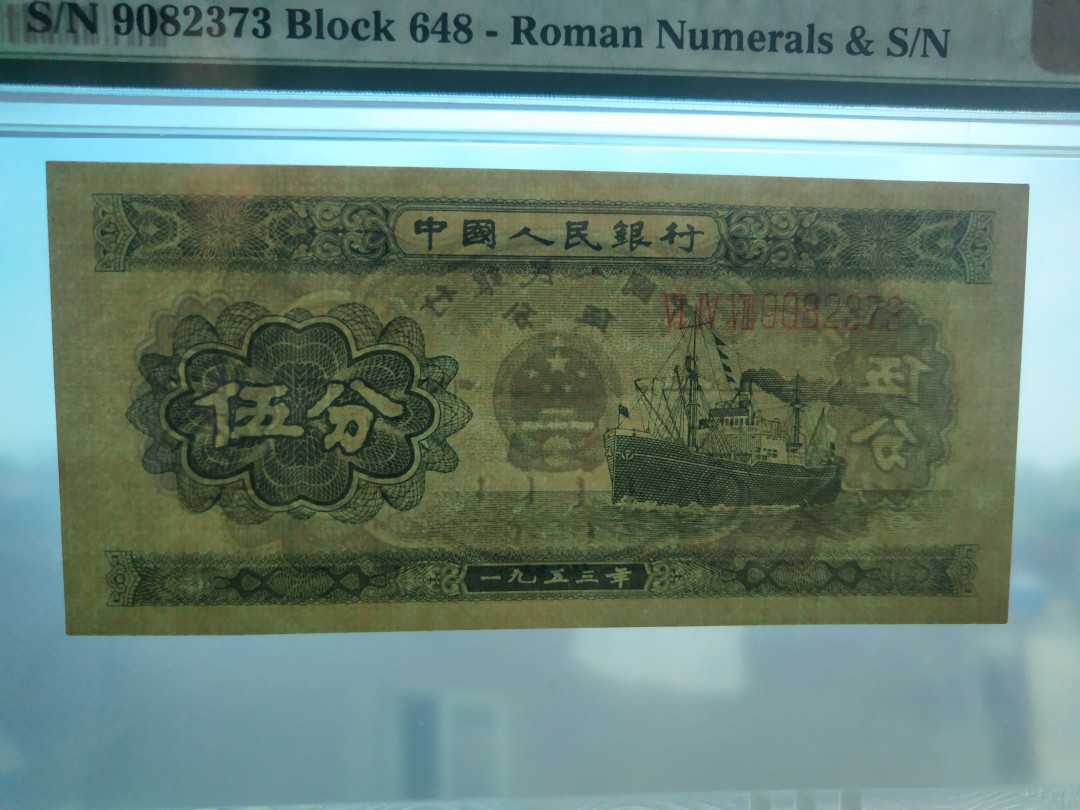 S/N 9082373 Block 648 - Roman Numerals & S/N
中國人民銀行
VI IV VIII 9082373
伍分
伍
分
一九五三年